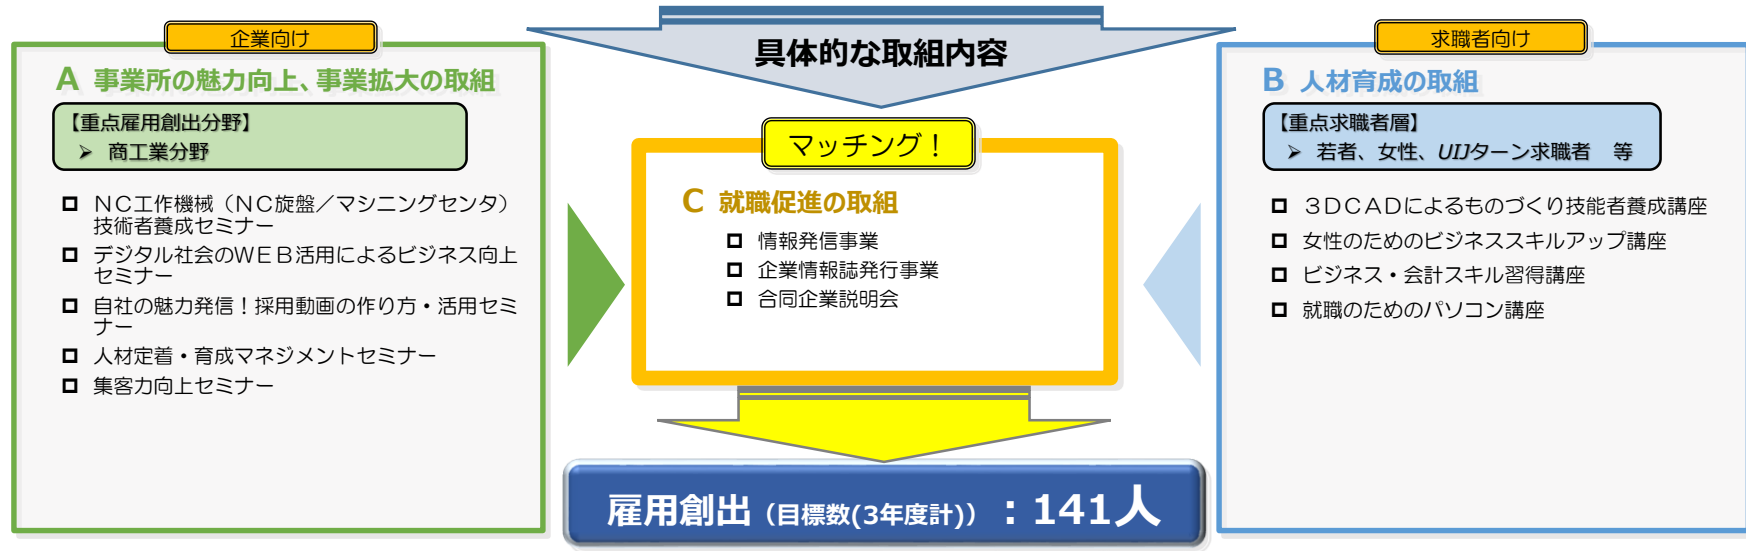 具体的な取組内容
企業向け
A 事業所の魅力向上、事業拡大の取組
【重点雇用創出分野】
➢ 商工業分野
ＮＣ工作機械（ＮＣ旋盤／マシニングセンタ）
技術者養成セミナー
デジタル社会のＷＥＢ活用によるビジネス向上
セミナー
自社の魅力発信！採用動画の作り方・活用セミ
ナー
人材定着・育成マネジメントセミナー
集客力向上セミナー
マッチング！
C 就職促進の取組
情報発信事業
企業情報誌発行事業
合同企業説明会
求職者向け
B 人材育成の取組
【重点求職者層】
➢ 若者、女性、UIJターン求職者　等
３ＤＣＡＤによるものづくり技能者養成講座
女性のためのビジネススキルアップ講座
ビジネス・会計スキル習得講座
就職のためのパソコン講座
雇用創出（目標数(3年度計)）：141人